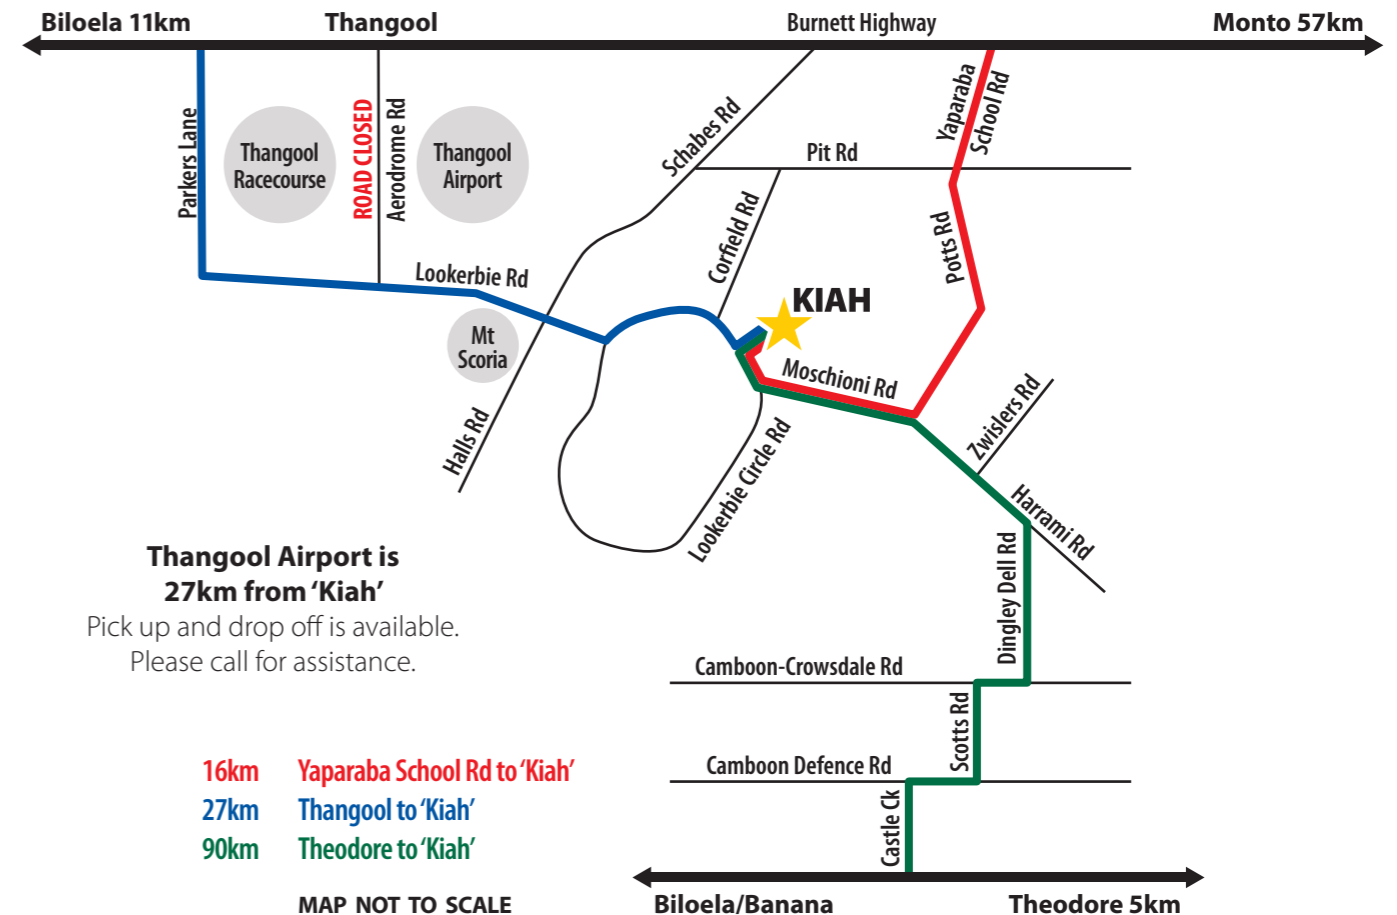 Biloela 11km
Thangool
Burnett Highway
Monto 57km
Parkers Lane
Thangool
Racecourse
ROAD CLOSED
Aerodrome Rd
Thangool
Airport
Schabes Rd
Pit Rd
Yaparaba
School Rd
Corfield Rd
Potts Rd
Lookerbie Rd
KIAH
Mt
Scoria
Moschioni Rd
Halls Rd
Lookerbie Circle Rd
Zwislers Rd
Harrami Rd
Dingley Dell Rd
Thangool Airport is
27km from ‘Kiah’
Pick up and drop off is available.
Please call for assistance.
Camboon-Crowsdale Rd
Scotts Rd
Camboon Defence Rd
Castle Ck
16km Yaparaba School Rd to ‘Kiah’
27km Thangool to ‘Kiah’
90km Theodore to ‘Kiah’
MAP NOT TO SCALE
Biloela/Banana
Theodore 5km